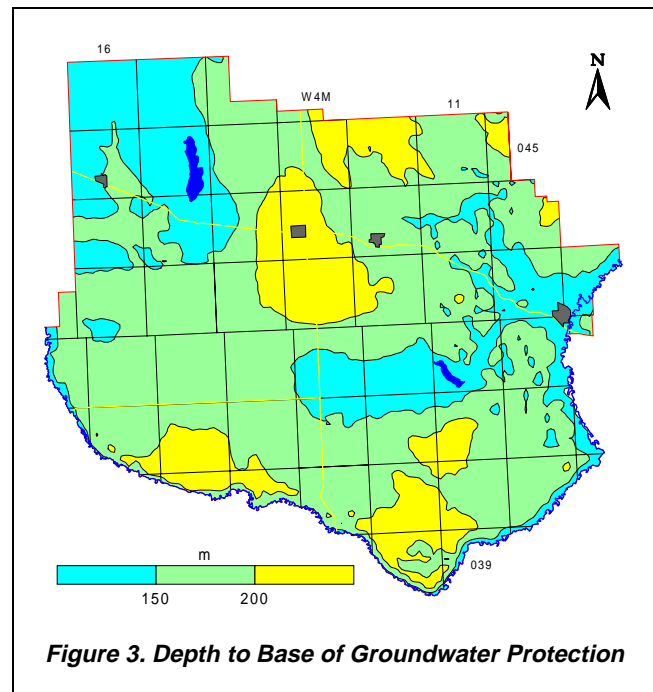 16
N
W4M
11
045
039
m
150 200
Figure 3. Depth to Base of Groundwater Protection